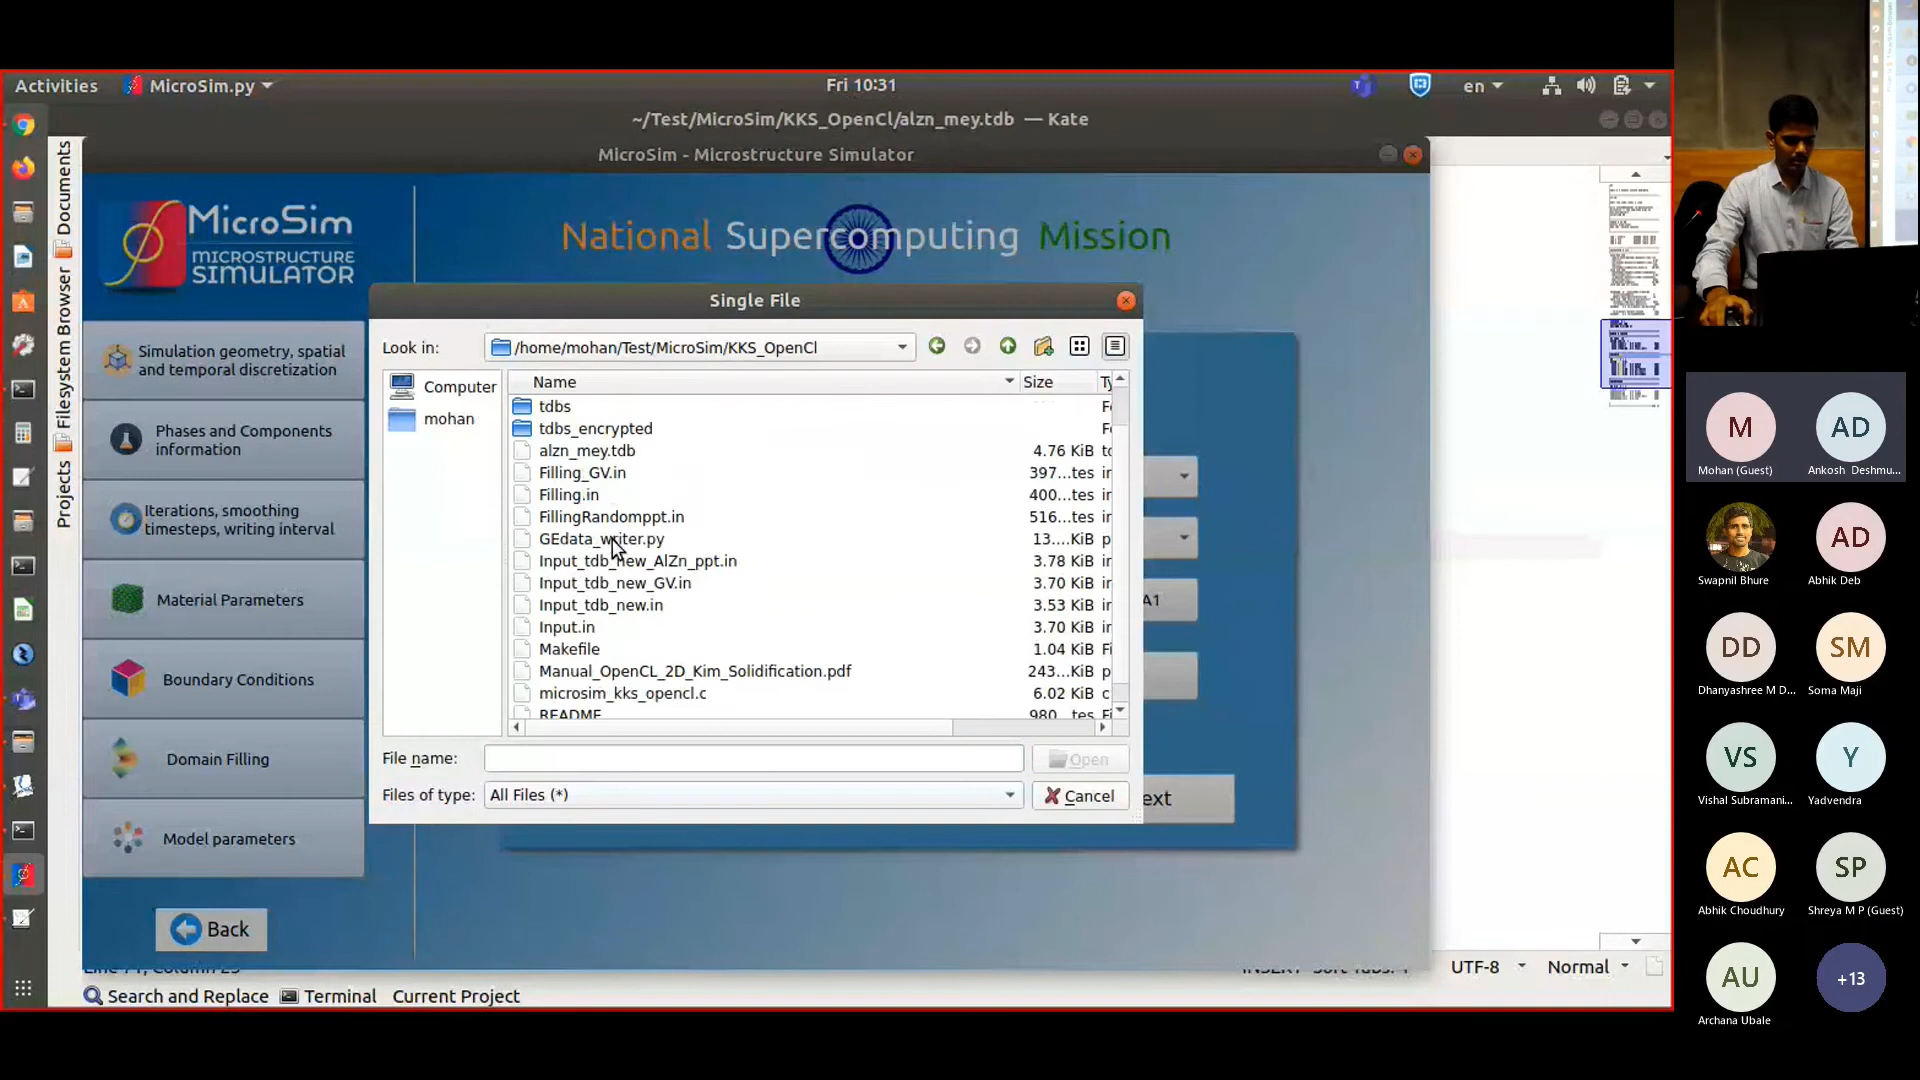 Activities
MicroSim.py
Fri 10:31
en
~/Test/MicroSim/KKS_OpenCl/alzn_mey.tdb — Kate
MicroSim - Microstructure Simulator
Documents
Filesystem Browser
Projects
MicroSim
MICROSTRUCTURE
SIMULATOR
National Supercomputing Mission
Simulation geometry, spatial
and temporal discretization
Phases and Components
information
Iterations, smoothing
timesteps, writing interval
Material Parameters
Boundary Conditions
Domain Filling
Model parameters
Back
Single File
Look in:
/home/mohan/Test/MicroSim/KKS_OpenCl
Computer
mohan
Name
Size
Ty
tdbs
F
tdbs_encrypted
F
alzn_mey.tdb
4.76 KiB
Filling_GV.in
397...tes
Filling.in
400...tes
FillingRandomppt.in
516...tes
GEdata_writer.py
13....KiB
Input_tdb_new_AlZn_ppt.in
3.78 KiB
Input_tdb_new_GV.in
3.70 KiB
Input_tdb_new.in
3.53 KiB
Input.in
3.70 KiB
Makefile
1.04 KiB
Manual_OpenCL_2D_Kim_Solidification.pdf
243...KiB
microsim_kks_opencl.c
6.02 KiB
README
980...tes
File name:
Open
Files of type:
All Files (*)
Cancel
A1
ext
UTF-8
Normal
Search and Replace
Terminal
Current Project
M
Mohan (Guest)
AD
Ankosh Deshmu...
Swapnil Bhure
AD
Abhik Deb
DD
Dhanyashree M D...
SM
Soma Maji
VS
Vishal Subramani...
Y
Yadvendra
AC
Abhik Choudhury
SP
Shreya M P (Guest)
AU
Archana Ubale
+13